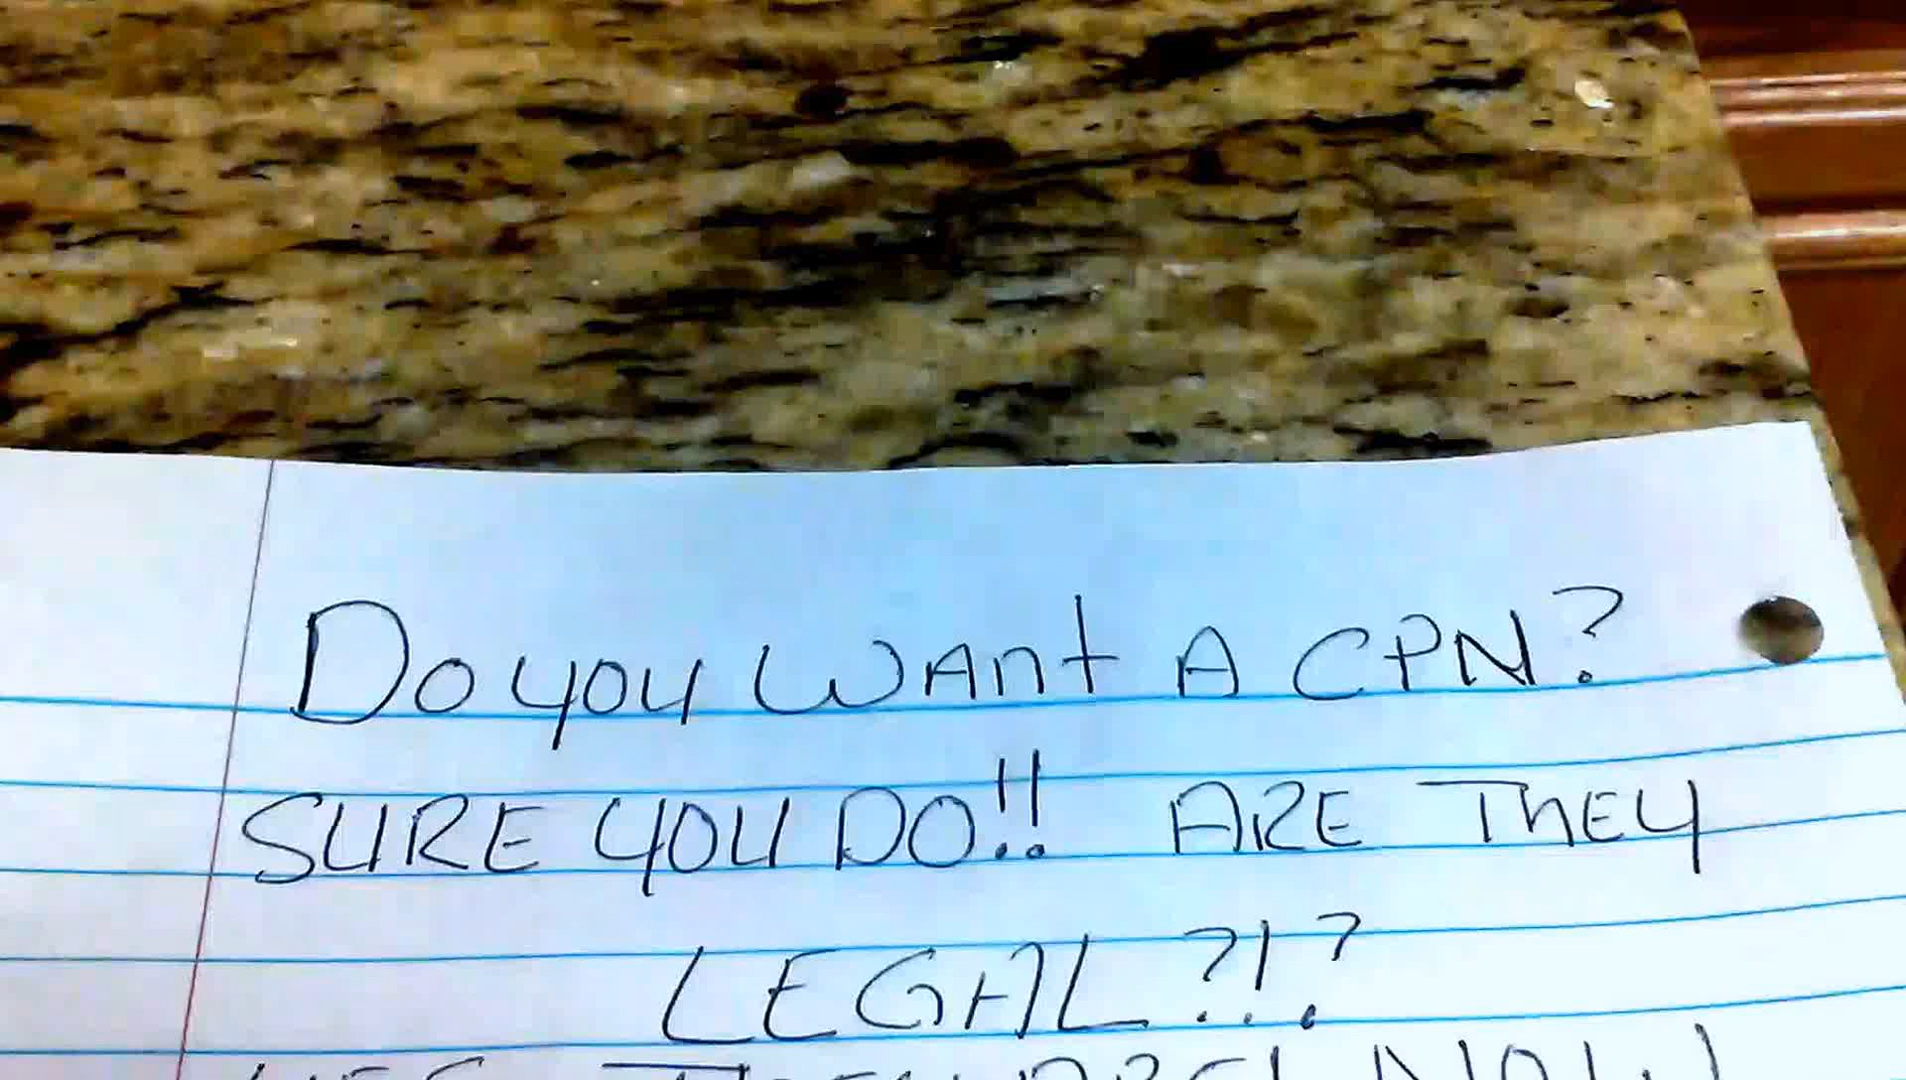 DO YOU WANT A CPN?
SURE YOU DO!! ARE THEY
LEGAL?!?